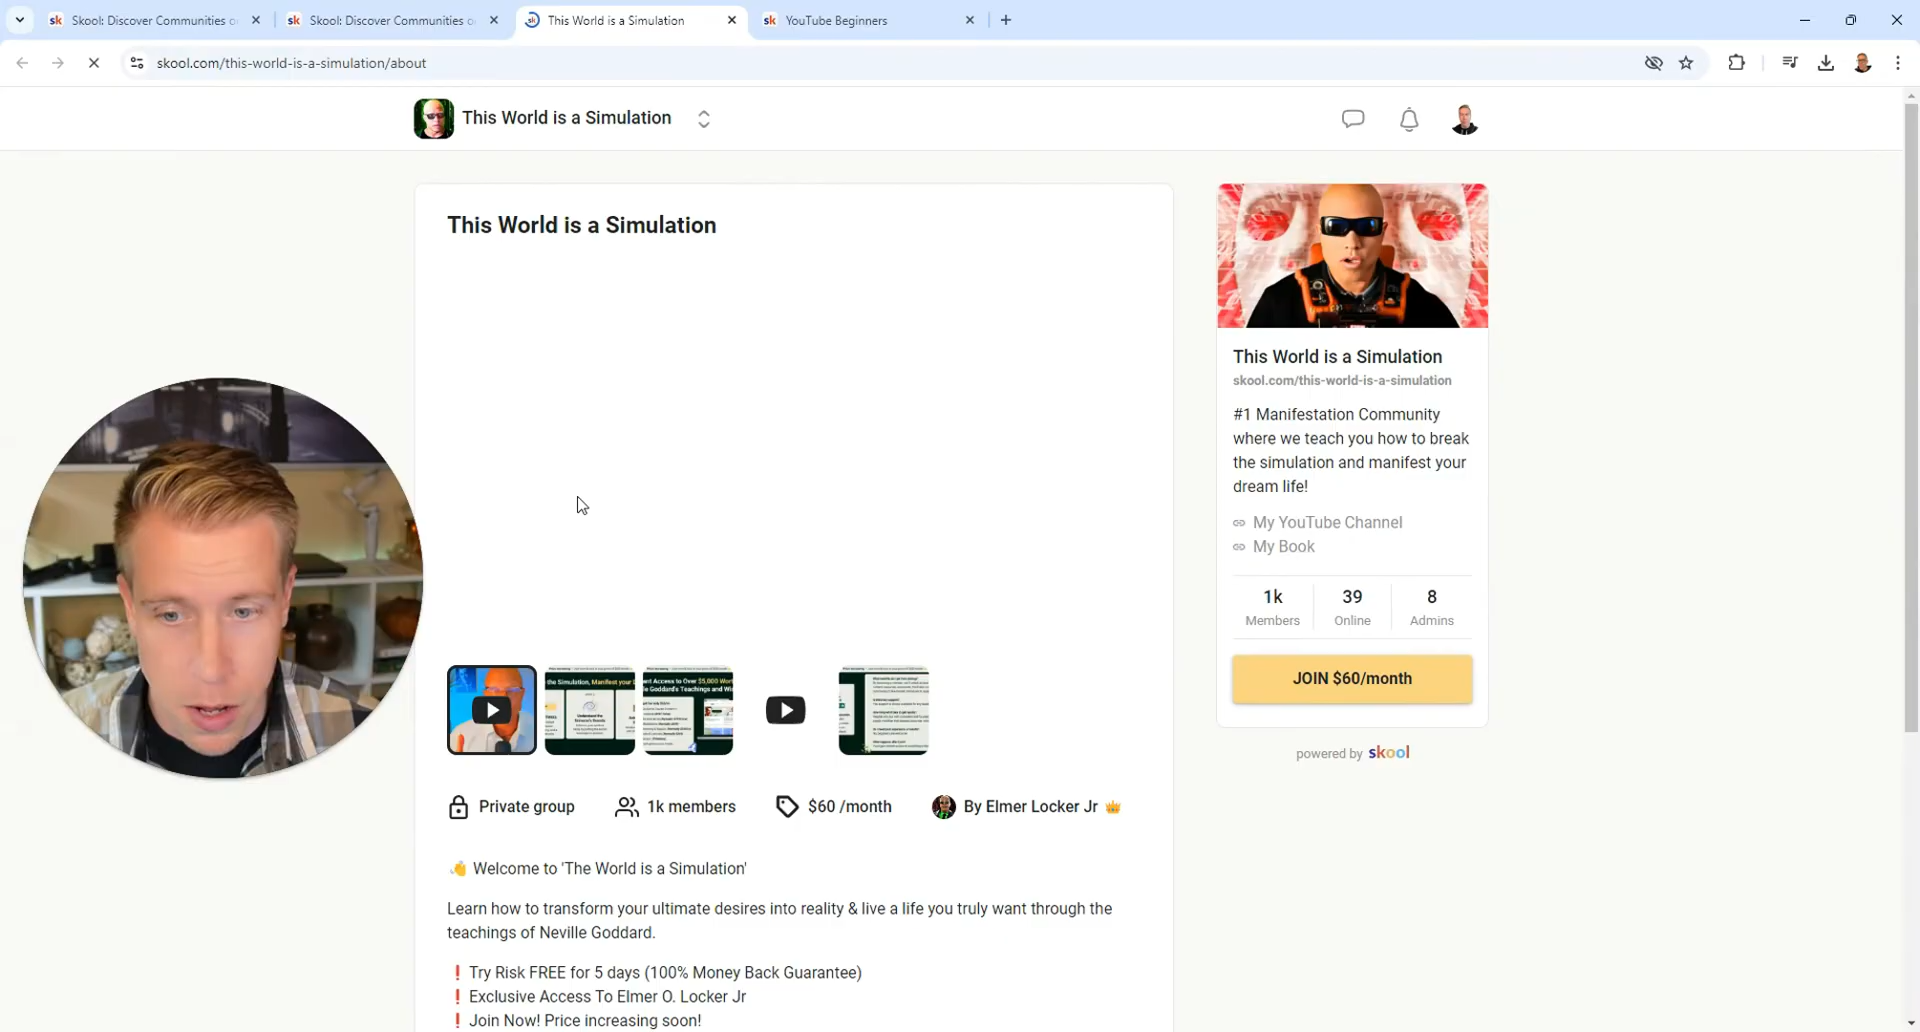 Skool: Discover Communities o
Skool: Discover Communities o
This World is a Simulation
YouTube Beginners
skool.com/this-world-is-a-simulation/about
This World is a Simulation
This World is a Simulation
Private group
1k members
$60 /month
By Elmer Locker Jr
Welcome to 'The World is a Simulation'
Learn how to transform your ultimate desires into reality & live a life you truly want through the
teachings of Neville Goddard.
❗ Try Risk FREE for 5 days (100% Money Back Guarantee)
❗ Exclusive Access To Elmer O. Locker Jr
❗ Join Now! Price increasing soon!
This World is a Simulation
skool.com/this-world-is-a-simulation
#1 Manifestation Community
where we teach you how to break
the simulation and manifest your
dream life!
My YouTube Channel
My Book
1k 39 8
Members Online Admins
JOIN $60/month
powered by skool